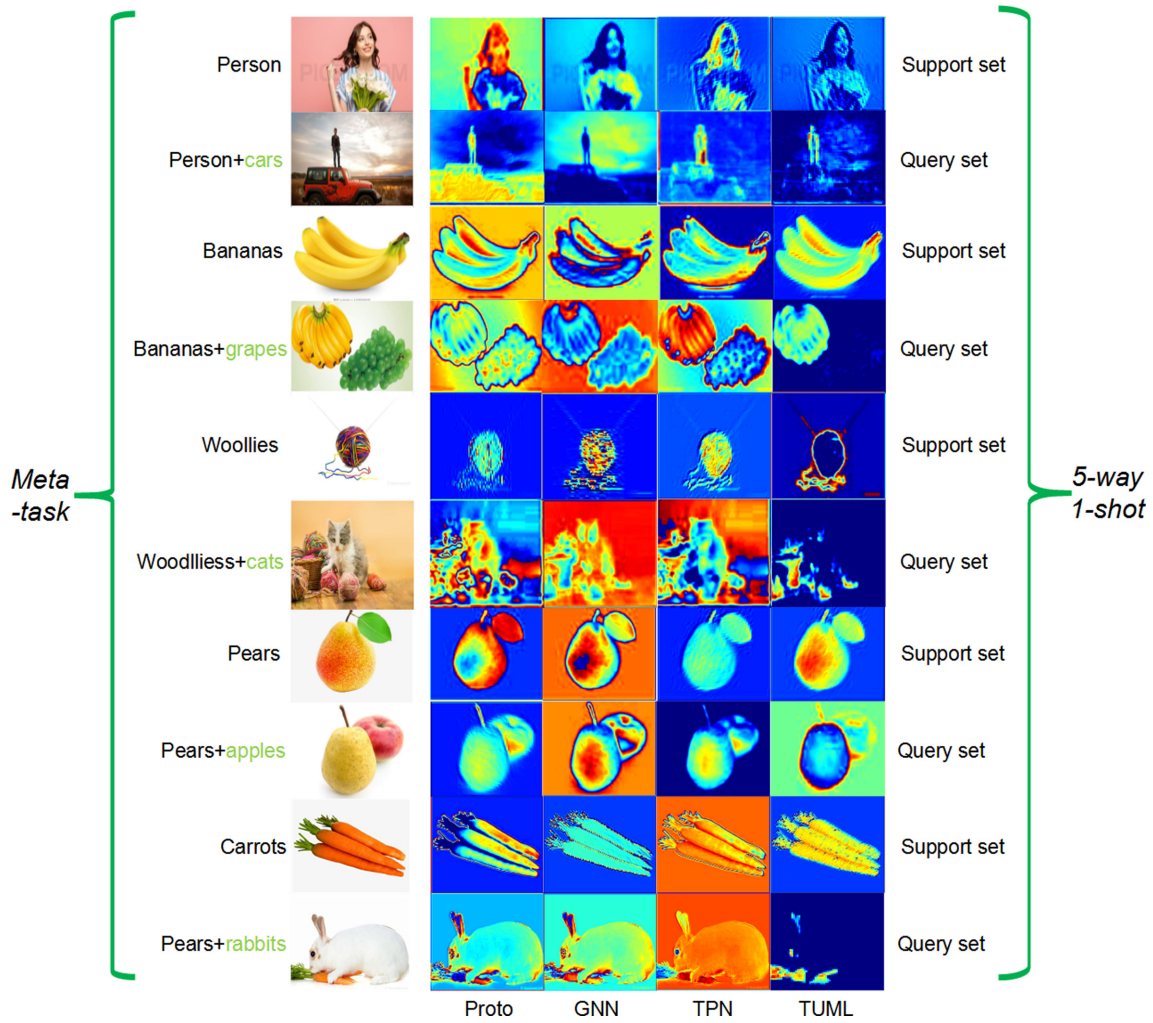 Person
Support set
Person+cars
Query set
Bananas
Support set
Bananas+grapes
Query set
Woollies
Support set
Meta
-task
5-way
1-shot
Woodlliess+cats
Query set
Pears
Support set
Pears+apples
Query set
Carrots
Support set
Pears+rabbits
Query set
Proto GNN TPN TUML